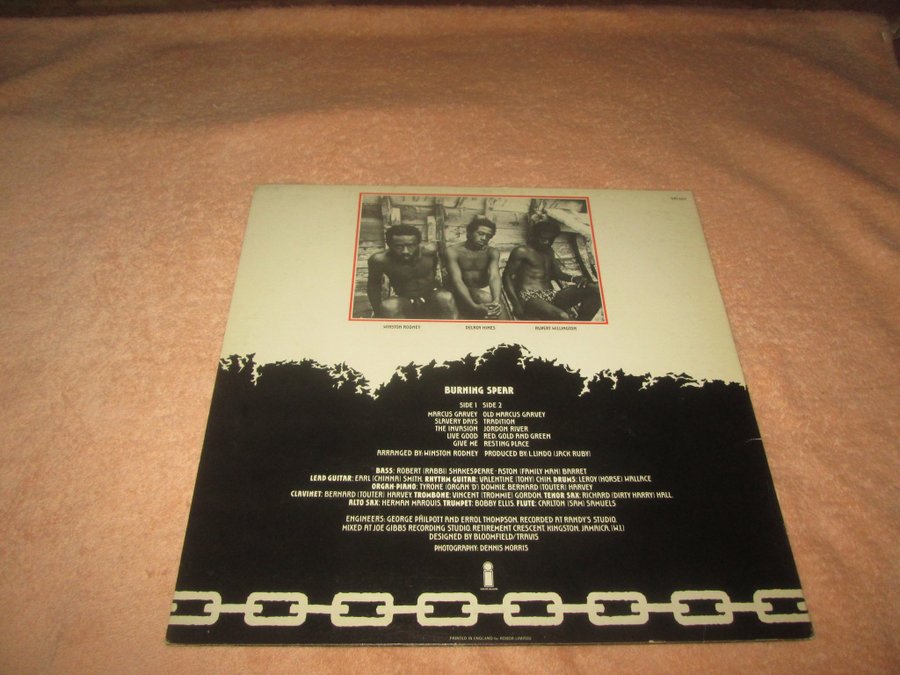 WINSTON RODNEY DELROY HINES RUPERT WILLINGTON
BURNING SPEAR
SIDE 1 SIDE 2
MARCUS GARVEY OLD MARCUS GARVEY
SLAVERY DAYS TRADITION
THE INVASION JORDON RIVER
LIVE GOOD RED, GOLD AND GREEN
GIVE ME RESTING PLACE
ARRANGED BY: WINSTON RODNEY PRODUCED BY: L.LINDO (JACK RUBY)
BASS: ROBERT (RABBI) SHAKESPEARE · ASTON (FAMILY MAN) BARRET
LEAD GUITAR: EARL (CHINNA) SMITH. RHYTHM GUITAR: VALENTINE (TONY) CHIN. DRUMS: LEROY (HORSE) WALLACE
ORGAN-PIANO: TYRONE (ORGAN 'D') DOWNIE, BERNARD (TOUTER) HARVEY
CLAVINET: BERNARD (TOUTER) HARVEY. TROMBONE: VINCENT (TROMMIE) GORDON. TENOR SAX: RICHARD (DIRTY HARRY) HALL.
ALTO SAX: HERMAN MARQUIS. TRUMPET: BOBBY ELLIS. FLUTE: CARLTON (SAM) SAMUELS
ENGINEERS: GEORGE PHILPOTT AND ERROL THOMPSON. RECORDED AT RANDY'S STUDIO.
MIXED AT JOE GIBBS RECORDING STUDIO, RETIREMENT CRESCENT, KINGSTON, JAMAICA (W.I.)
DESIGNED BY BLOOMFIELD/TRAVIS
PHOTOGRAPHY: DENNIS MORRIS
PRINTED IN ENGLAND by